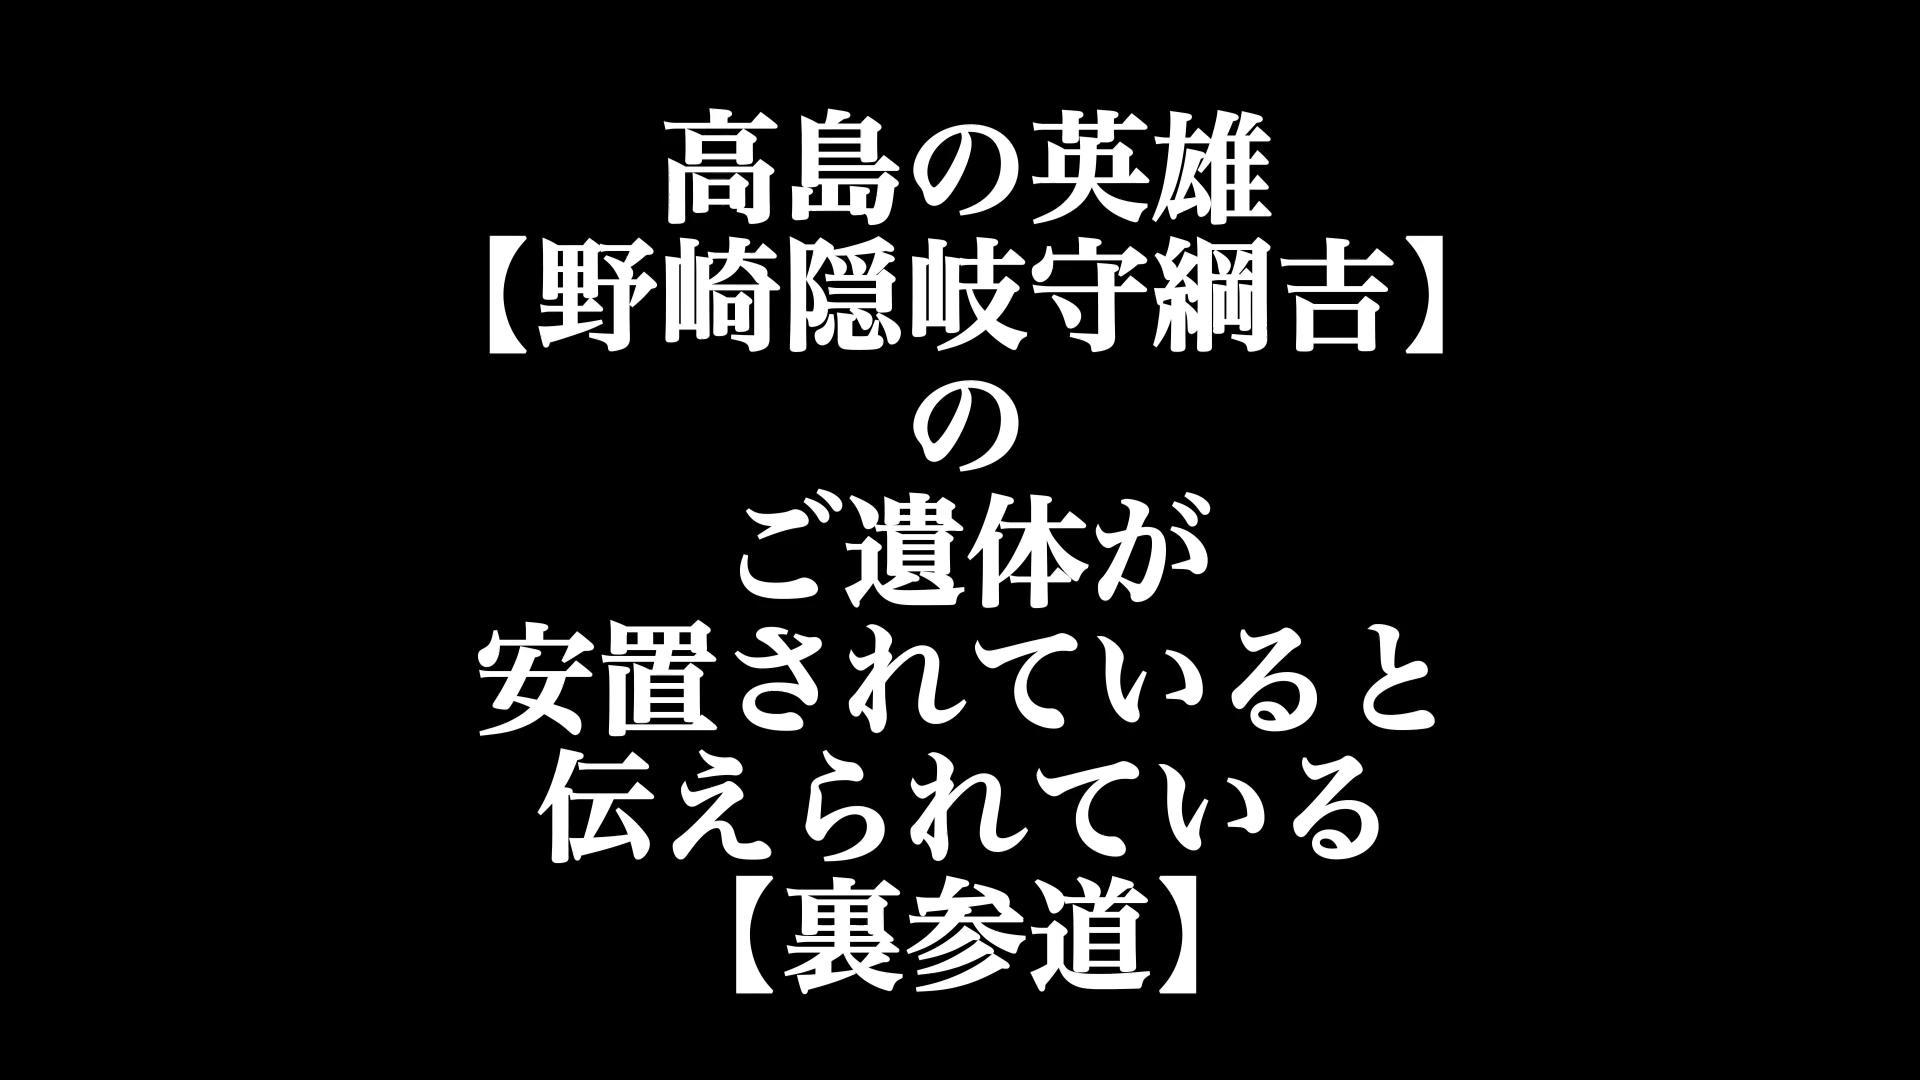 高島の英雄
【野崎隠岐守綱吉】
の
ご遺体が
安置されていると
伝えられている
【裏参道】